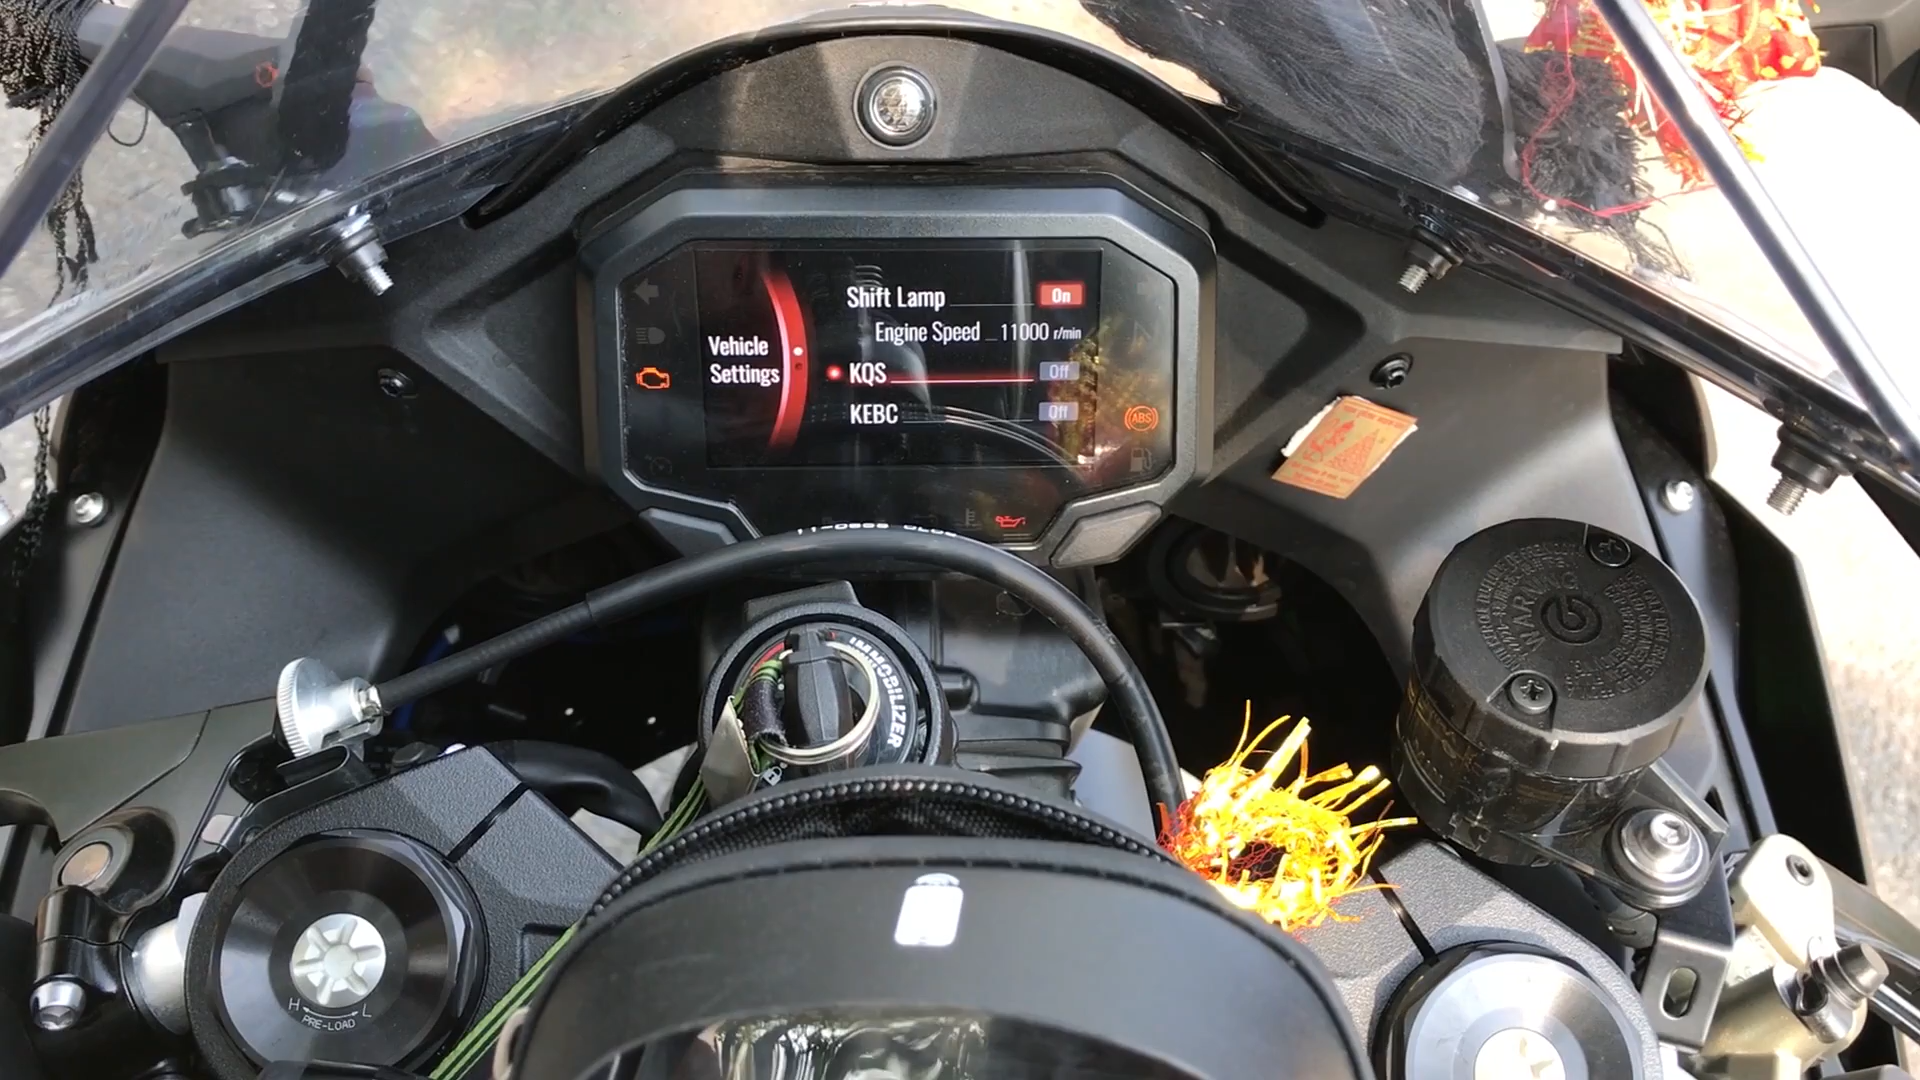 Shift Lamp On
Engine Speed 11000 r/min
Vehicle Settings
KQS Off
KEBC Off
ABS
IMMOBILIZER
WARNING
H L
PRE-LOAD